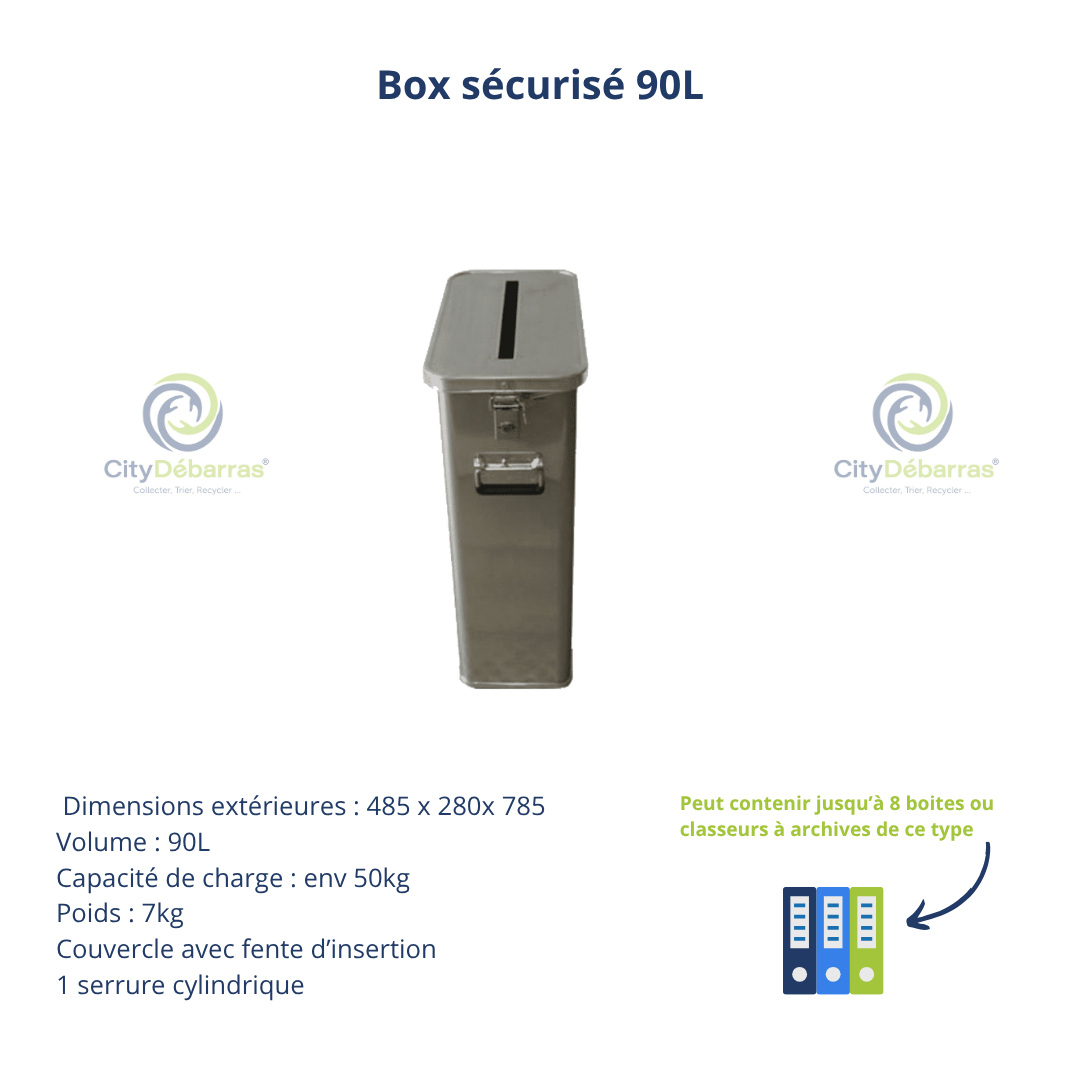 Box sécurisé 90L
CityDébarras®
Collecter, Trier, Recycler ...
CityDébarras®
Collecter, Trier, Recycler ...
Dimensions extérieures : 485 x 280x 785
Volume : 90L
Capacité de charge : env 50kg
Poids : 7kg
Couvercle avec fente d’insertion
1 serrure cylindrique
Peut contenir jusqu’à 8 boites ou
classeurs à archives de ce type